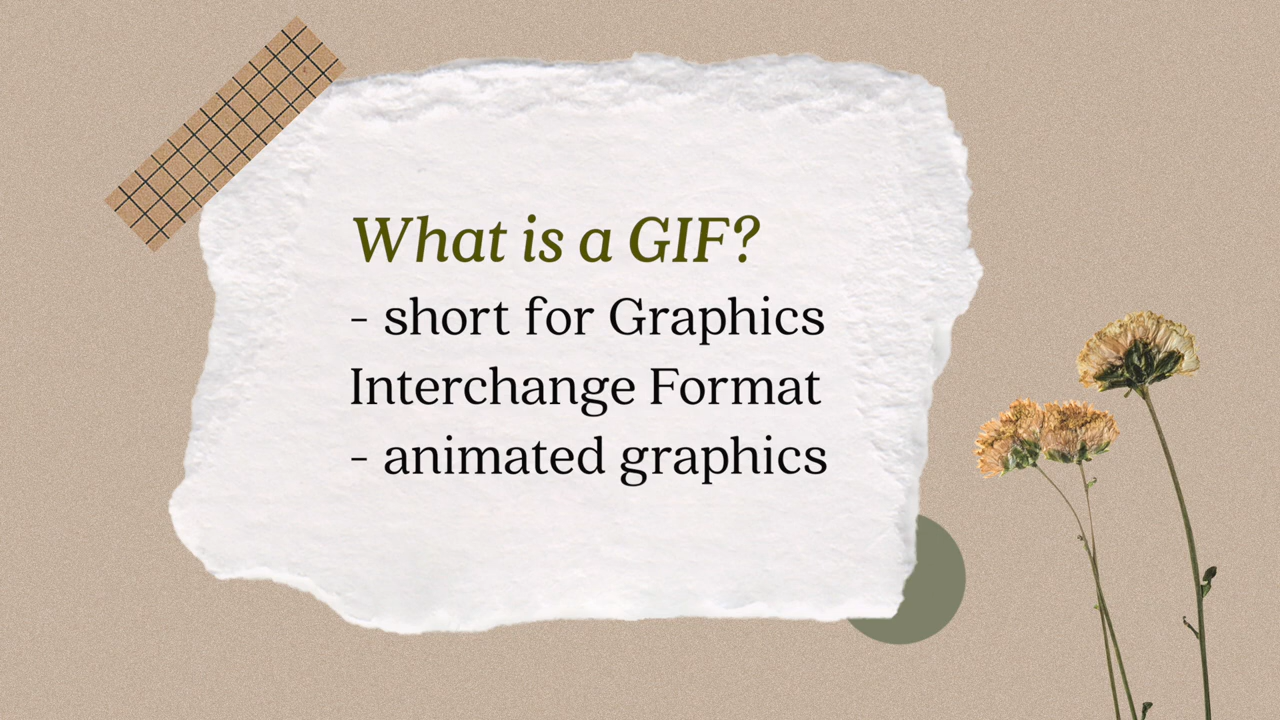 What is a GIF?
- short for Graphics
Interchange Format
- animated graphics